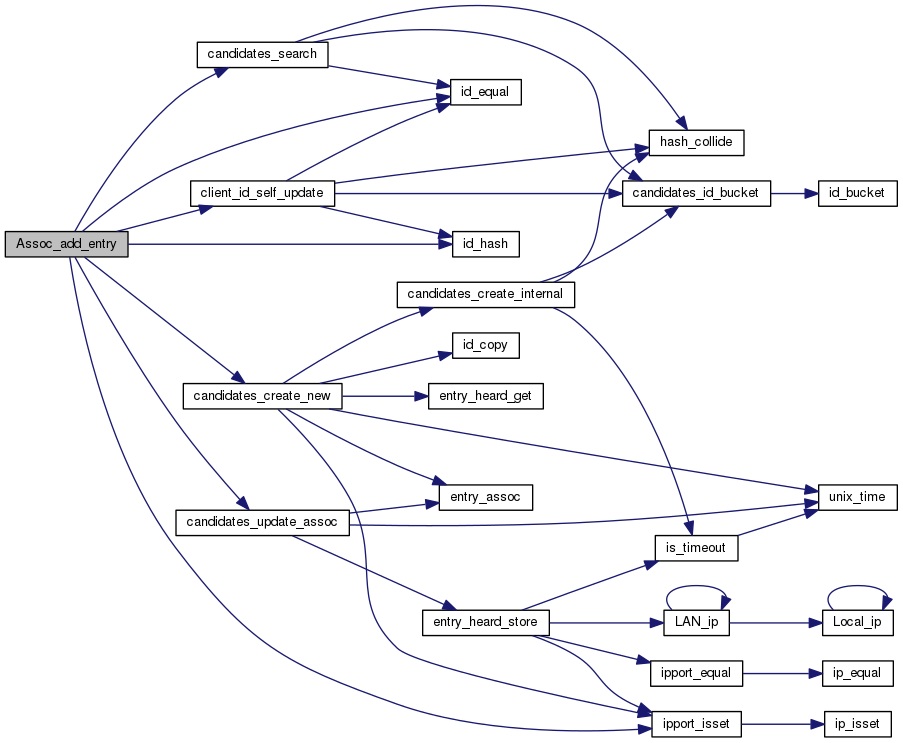 candidates_search
id_equal
hash_collide
client_id_self_update
candidates_id_bucket
id_bucket
Assoc_add_entry
id_hash
candidates_create_internal
id_copy
candidates_create_new
entry_heard_get
entry_assoc
unix_time
candidates_update_assoc
is_timeout
entry_heard_store
LAN_ip
Local_ip
ipport_equal
ip_equal
ipport_isset
ip_isset